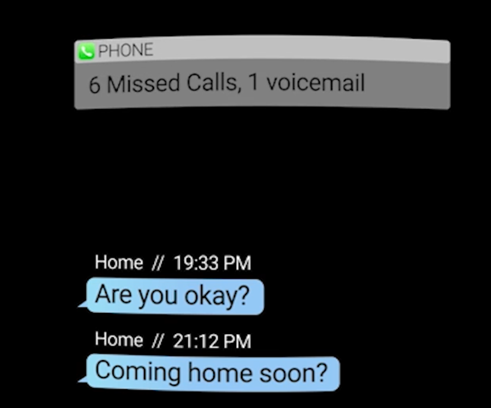 PHONE
6 Missed Calls, 1 voicemail
Home // 19:33 PM
Are you okay?
Home // 21:12 PM
Coming home soon?